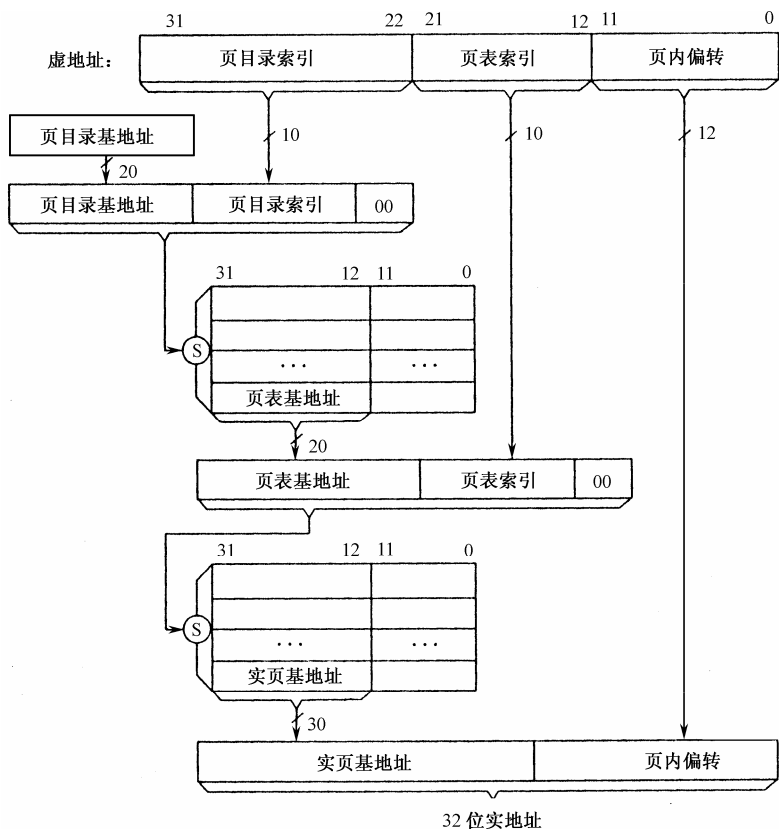 31 22 21 12 11 0
虚地址： 页目录索引 页表索引 页内偏转
页目录基地址
10 10 12
20
页目录基地址 页目录索引 00
31 12 11 0
S
··· ···
页表基地址
20
页表基地址 页表索引 00
31 12 11 0
S
··· ···
实页基地址
30
实页基地址 页内偏转
32 位实地址